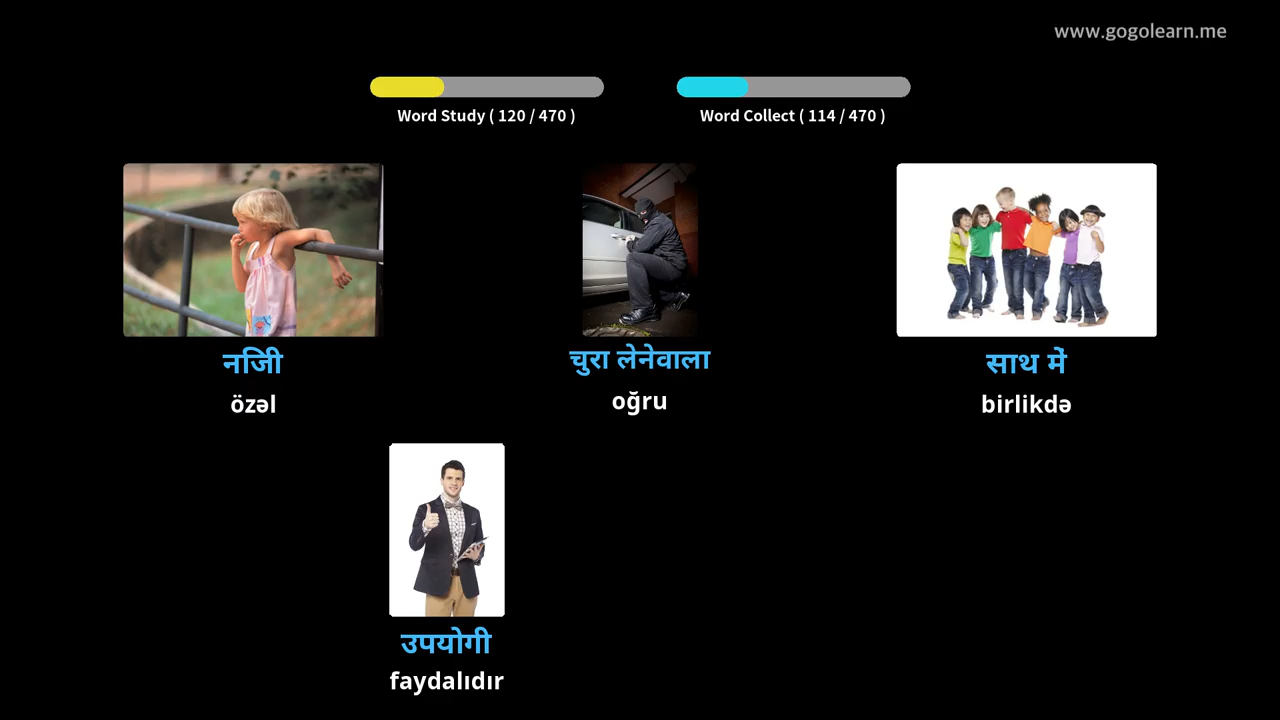 www.gogolearn.me
Word Study ( 120 / 470 )
Word Collect ( 114 / 470 )
नजिी
चुरा लेनेवाला
साथ में
özəl
oğru
birlikdə
उपयोगी
faydalıdır